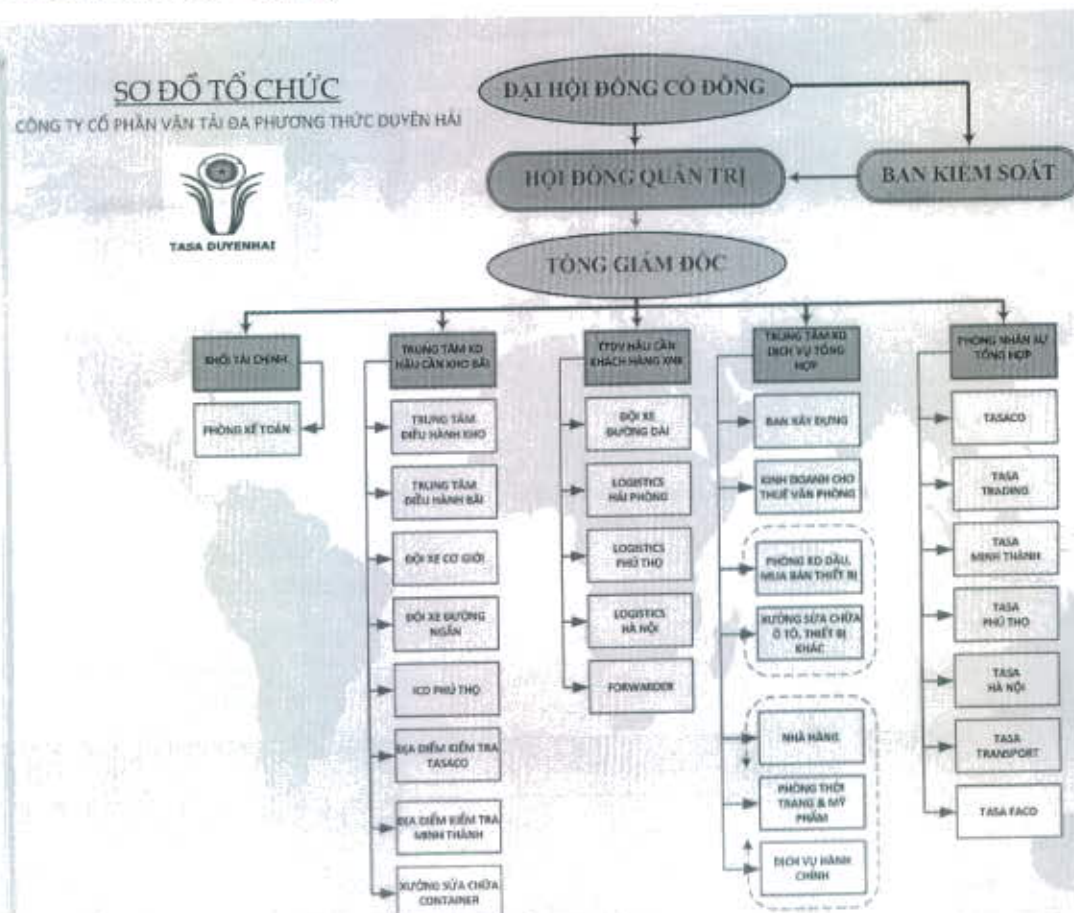 SƠ ĐỒ TỔ CHỨC
CÔNG TY CỔ PHẦN VẬN TẢI ĐA PHƯƠNG THỨC DUYÊN HẢI
TASA DUYENHAI
ĐẠI HỘI ĐỒNG CỔ ĐÔNG
HỘI ĐỒNG QUẢN TRỊ
BAN KIỂM SOÁT
TỔNG GIÁM ĐỐC
KHỐI TÀI CHÍNH
PHÒNG KẾ TOÁN
TRUNG TÂM KD
HẬU CẦN KHO BÃI
TRUNG TÂM
ĐIỀU HÀNH KHO
TRUNG TÂM
ĐIỀU HÀNH BÃI
ĐỘI XE CƠ GIỚI
ĐỘI XE ĐƯỜNG
NGẮN
ICD PHÚ THỌ
ĐỊA ĐIỂM KIỂM TRA
TASACO
ĐỊA ĐIỂM KIỂM TRA
MINH THÀNH
XƯỞNG SỬA CHỮA
CONTAINER
TTDV HẬU CẦN
KHÁCH HÀNG XNK
ĐỘI XE
ĐƯỜNG DÀI
LOGISTICS
HẢI PHÒNG
LOGISTICS
PHÚ THỌ
LOGISTICS
HÀ NỘI
FORWARDER
TRUNG TÂM KD
DỊCH VỤ TỔNG
HỢP
BAN XÂY DỰNG
KINH DOANH CHO
THUÊ VĂN PHÒNG
PHÒNG KD DẦU,
MUA BÁN THIẾT BỊ
XƯỞNG SỬA CHỮA
Ô TÔ, THIẾT BỊ
KHÁC
NHÀ HÀNG
PHÒNG THỜI
TRANG & MỸ
PHẨM
DỊCH VỤ HÀNH
CHÍNH
PHÒNG NHÂN SỰ
TỔNG HỢP
TASACO
TASA
TRADING
TASA
MINH THÀNH
TASA
PHÚ THỌ
TASA
HÀ NỘI
TASA
TRANSPORT
TASA FACO